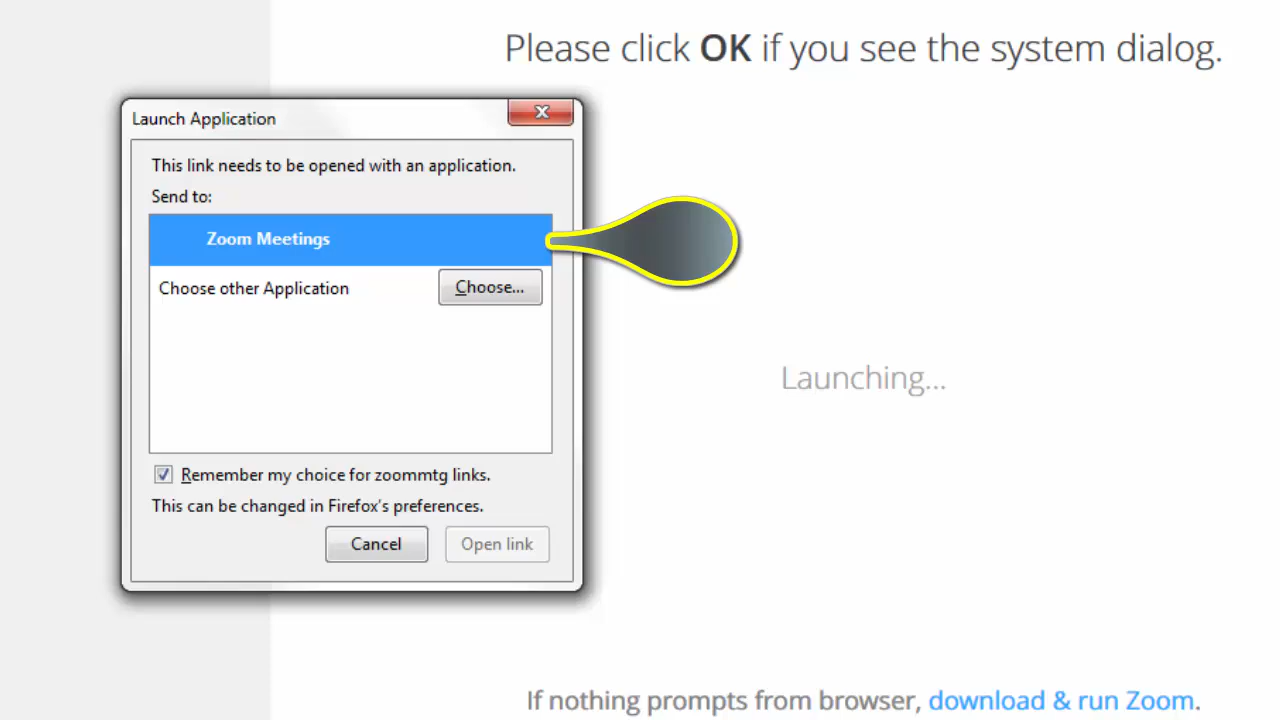 Please click OK if you see the system dialog.
Launch Application
This link needs to be opened with an application.
Send to:
Zoom Meetings
Choose other Application
Choose...
Launching...
Remember my choice for zoommtg links.
This can be changed in Firefox's preferences.
Cancel
Open link
If nothing prompts from browser, download & run Zoom.